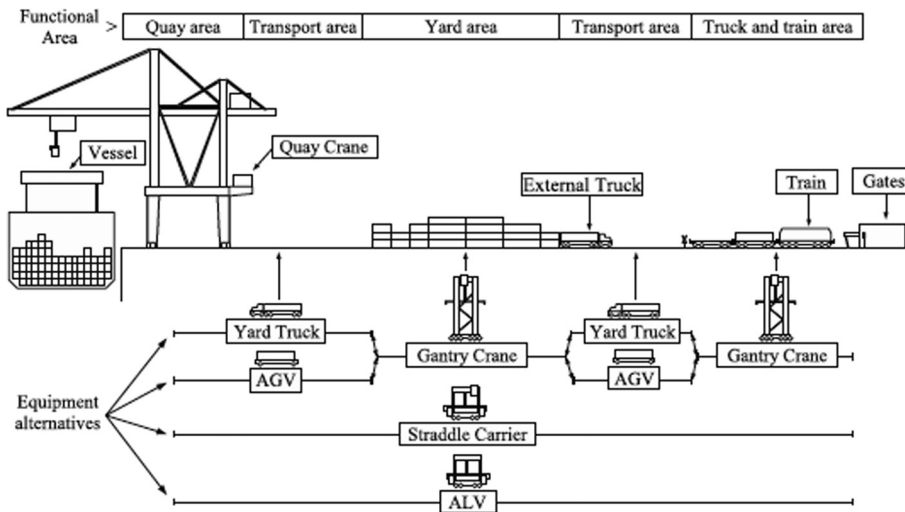 Functional
Area >
Quay area
Transport area
Yard area
Transport area
Truck and train area
Vessel
Quay Crane
External Truck
Train
Gates
Yard Truck
Gantry Crane
Yard Truck
Gantry Crane
AGV
AGV
Equipment
alternatives
Straddle Carrier
ALV